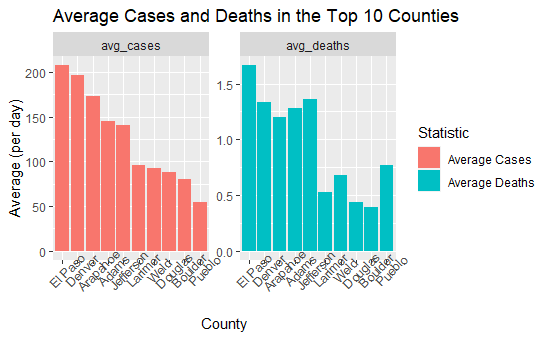 Average Cases and Deaths in the Top 10 Counties
avg_cases
avg_deaths
Average (per day)
200
150
100
50
0
1.5
1.0
0.5
0.0
El Paso
Denver
Arapahoe
Adams
Jefferson
Larimer
Weld
Douglas
Boulder
Pueblo
El Paso
Denver
Arapahoe
Adams
Jefferson
Larimer
Weld
Douglas
Boulder
Pueblo
County
Statistic
Average Cases
Average Deaths